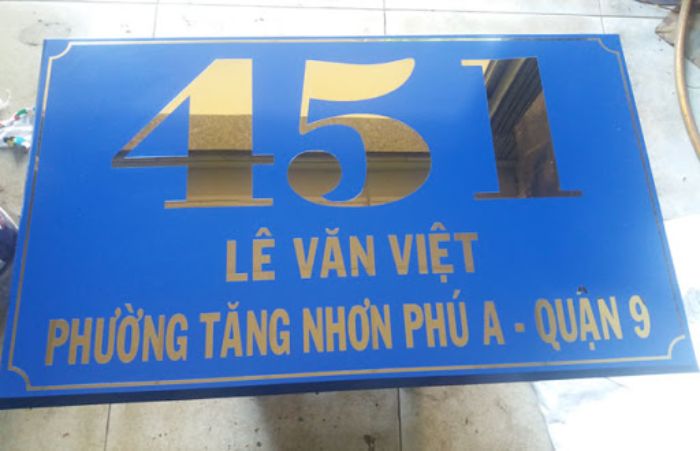 451
LÊ VĂN VIỆT
PHƯỜNG TĂNG NHƠN PHÚ A - QUẬN 9